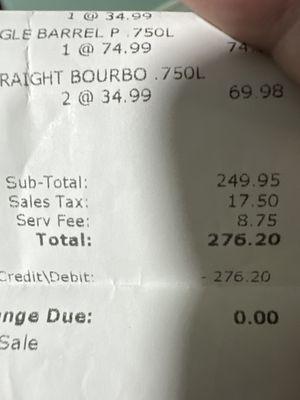 1 @ 34.99
GLE BARREL P .750L
1 @ 74.99 74.
RAIGHT BOURBO .750L
2 @ 34.99 69.98
Sub-Total: 249.95
Sales Tax: 17.50
Serv Fee: 8.75
Total: 276.20
Credit\Debit: - 276.20
nge Due: 0.00
Sale